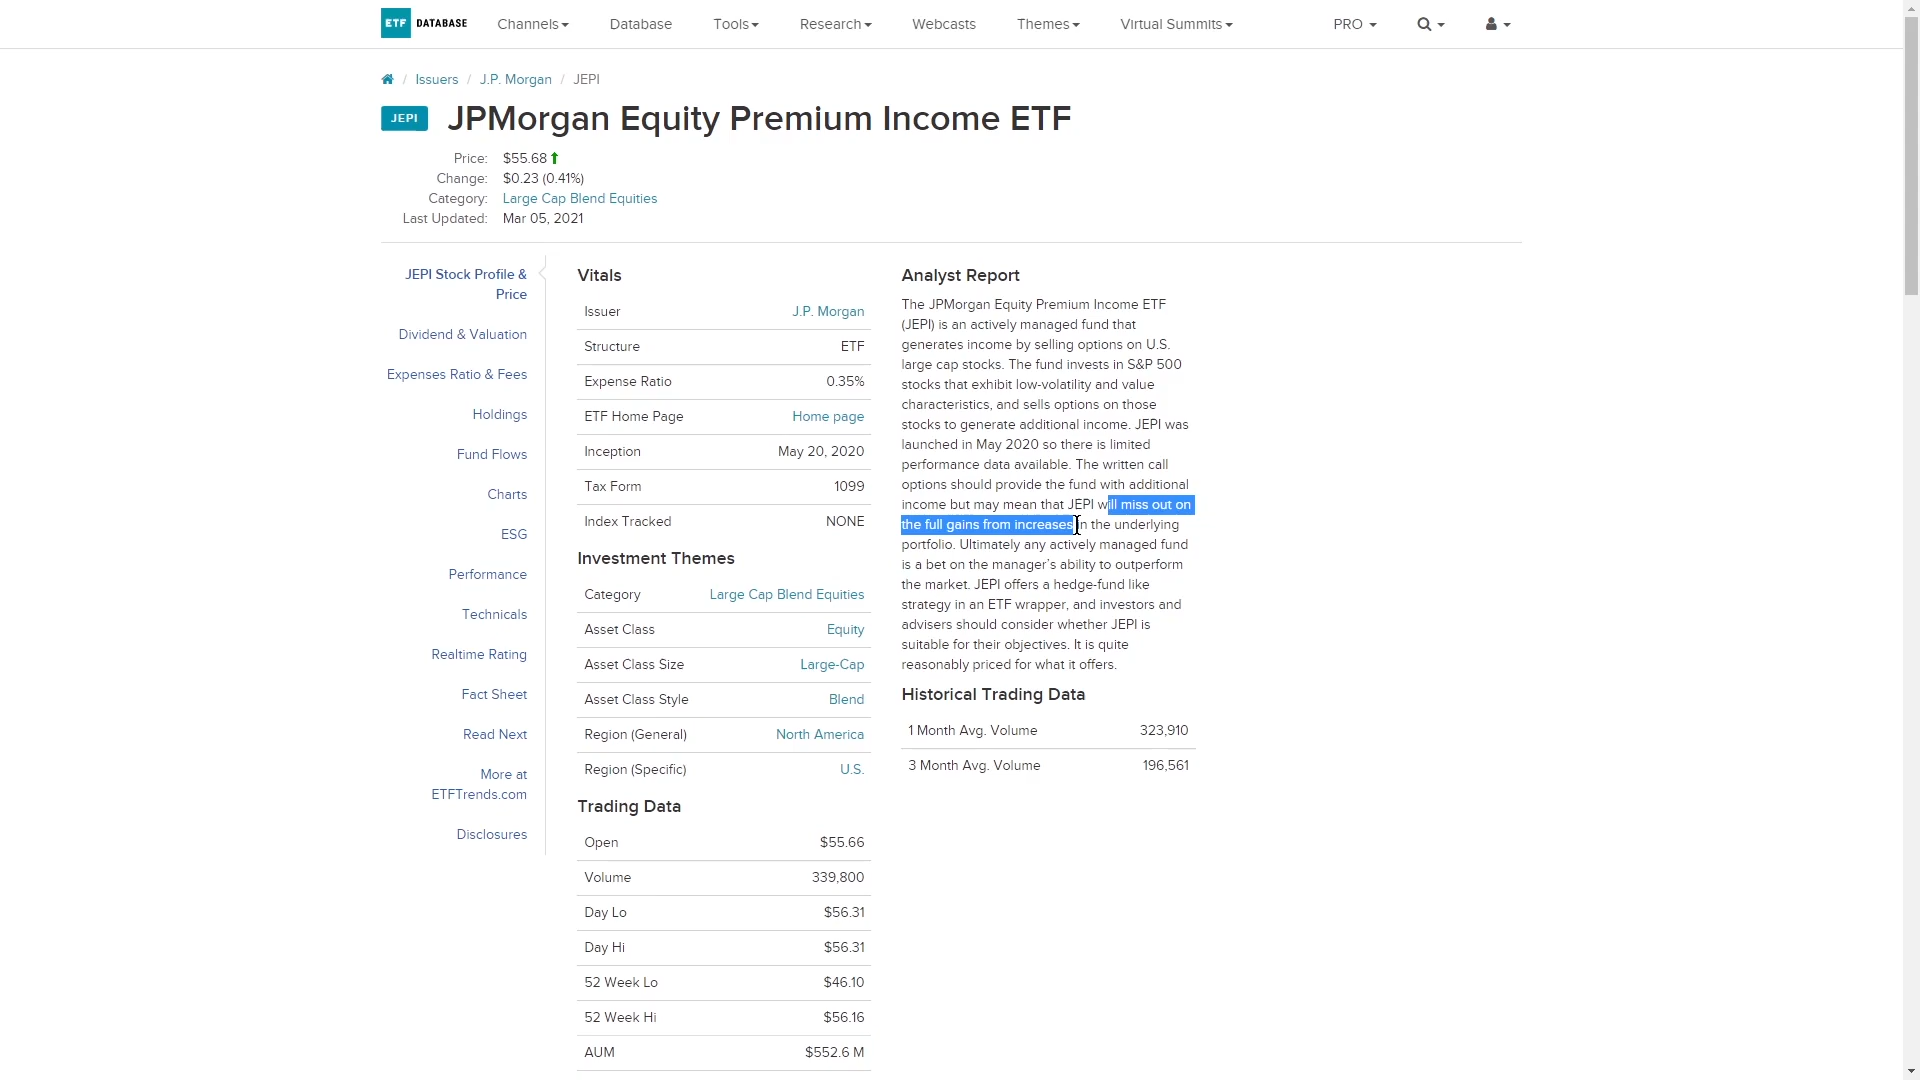 ETF DATABASE Channels Database Tools Research Webcasts Themes Virtual Summits PRO
/ Issuers / J.P. Morgan / JEPI
JEPI JPMorgan Equity Premium Income ETF
Price: $55.68
Change: $0.23 (0.41%)
Category: Large Cap Blend Equities
Last Updated: Mar 05, 2021
JEPI Stock Profile &
Price
Dividend & Valuation
Expenses Ratio & Fees
Holdings
Fund Flows
Charts
ESG
Performance
Technicals
Realtime Rating
Fact Sheet
Read Next
More at
ETFTrends.com
Disclosures
Vitals
Issuer J.P. Morgan
Structure ETF
Expense Ratio 0.35%
ETF Home Page Home page
Inception May 20, 2020
Tax Form 1099
Index Tracked NONE
Investment Themes
Category Large Cap Blend Equities
Asset Class Equity
Asset Class Size Large-Cap
Asset Class Style Blend
Region (General) North America
Region (Specific) U.S.
Trading Data
Open $55.66
Volume 339,800
Day Lo $56.31
Day Hi $56.31
52 Week Lo $46.10
52 Week Hi $56.16
AUM $552.6 M
Analyst Report
The JPMorgan Equity Premium Income ETF
(JEPI) is an actively managed fund that
generates income by selling options on U.S.
large cap stocks. The fund invests in S&P 500
stocks that exhibit low-volatility and value
characteristics, and sells options on those
stocks to generate additional income. JEPI was
launched in May 2020 so there is limited
performance data available. The written call
options should provide the fund with additional
income but may mean that JEPI will miss out on
the full gains from increases in the underlying
portfolio. Ultimately any actively managed fund
is a bet on the manager's ability to outperform
the market. JEPI offers a hedge-fund like
strategy in an ETF wrapper, and investors and
advisers should consider whether JEPI is
suitable for their objectives. It is quite
reasonably priced for what it offers.
Historical Trading Data
1 Month Avg. Volume 323,910
3 Month Avg. Volume 196,561